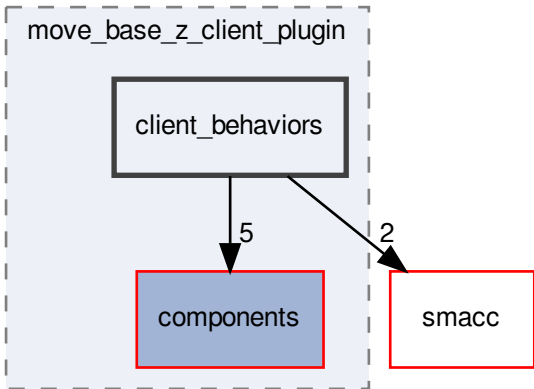 move_base_z_client_plugin
client_behaviors
5
2
components
smacc